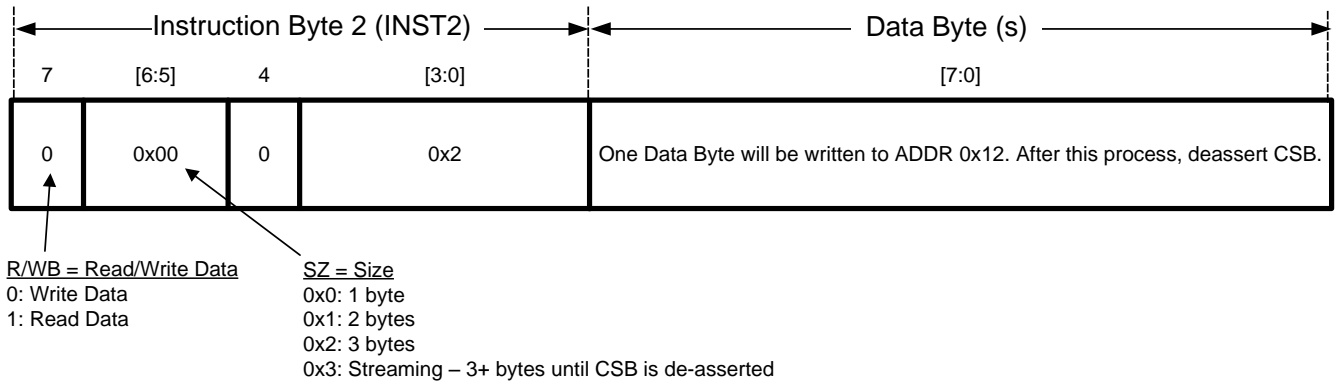 Instruction Byte 2 (INST2) Data Byte (s)
7 [6:5] 4 [3:0] [7:0]
0 0x00 0 0x2 One Data Byte will be written to ADDR 0x12. After this process, deassert CSB.
R/WB = Read/Write Data
0: Write Data
1: Read Data
SZ = Size
0x0: 1 byte
0x1: 2 bytes
0x2: 3 bytes
0x3: Streaming – 3+ bytes until CSB is de-asserted